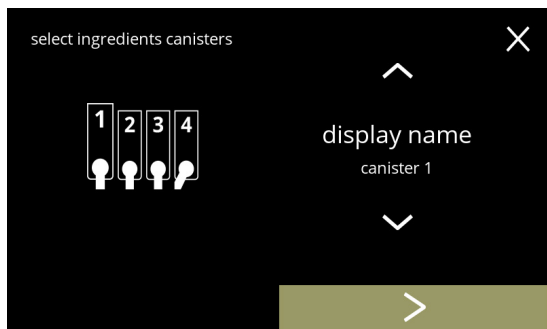 select ingredients canisters
1 2 3 4
display name
canister 1